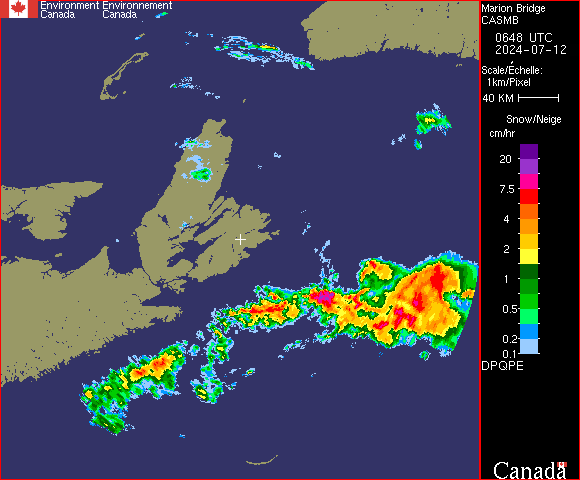 Environment Environnement
Canada Canada
Marion Bridge
CASMB
0648 UTC
2024-07-12
Scale/Échelle:
1km/Pixel
40 KM
Snow/Neige
cm/hr
20
7.5
4
2
1
0.5
0.2
0.1
DPQPE
Canada